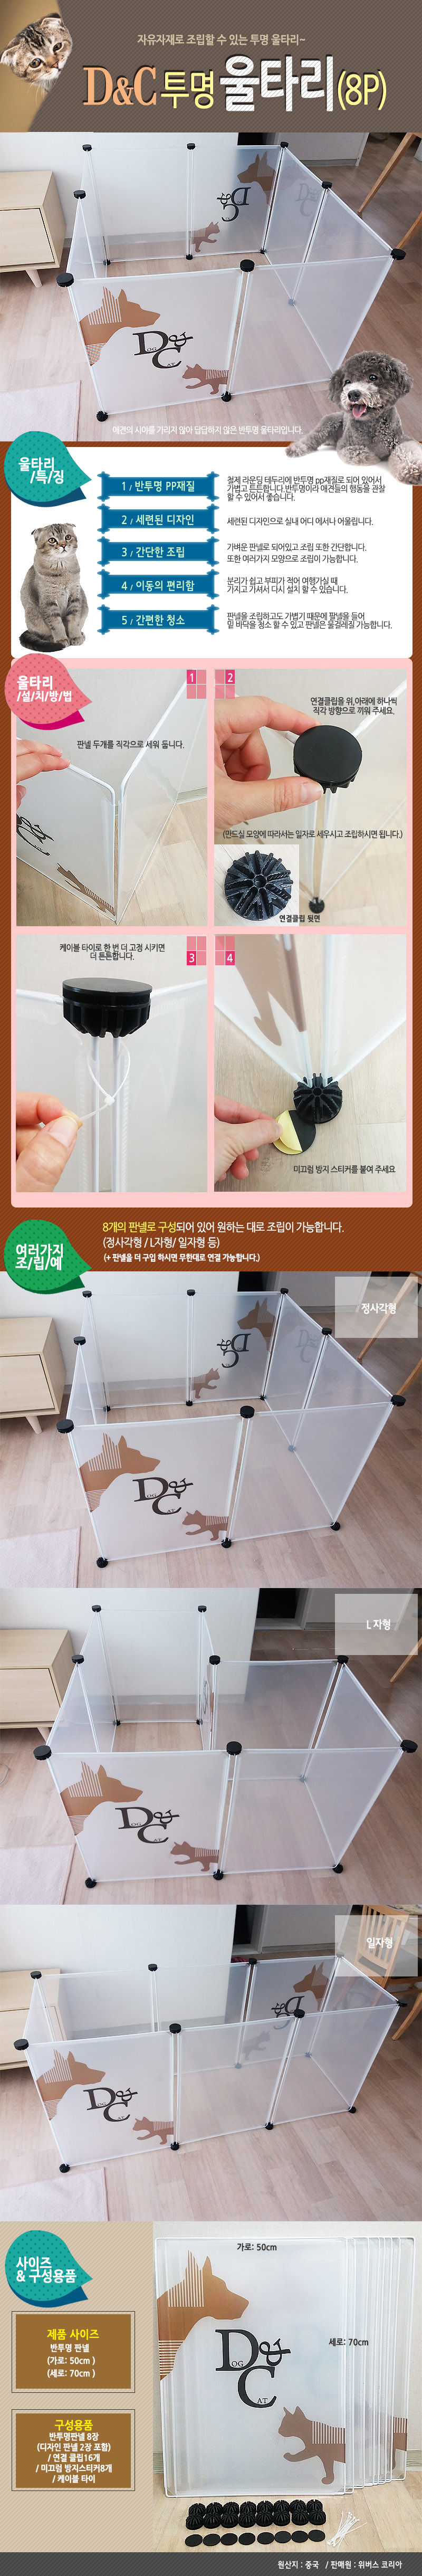 자유자재로 조립할 수 있는 투명 울타리~
D&C 투명 울타리(8P)
D&C
DOG
CAT
애견의 시야를 가리지 않아 답답하지 않은 반투명 울타리입니다.
울타리
/특/징
1 / 반투명 PP재질
철제 라운딩 테두리에 반투명 pp재질로 되어 있어서
가볍고 튼튼합니다. 반투명이라 애견들의 행동을 관찰
할 수 있어서 좋습니다.
2 / 세련된 디자인
세련된 디자인으로 실내 어디 에서나 어울립니다.
3 / 간단한 조립
가벼운 판넬로 되어있고 조립 또한 간단합니다.
또한 여러가지 모양으로 조립이 가능합니다.
4 / 이동의 편리함
분리가 쉽고 부피가 적어 여행가실 때
가지고 가셔서 다시 설치 할 수 있습니다.
5 / 간편한 청소
판넬을 조립하고도 가볍기 때문에 팔넬을 들어
밑 바닥을 청소 할 수 있고 판넬은 물걸레질 가능합니다.
울타리
/설/치/방/법
1
판넬 두개를 직각으로 세워 둡니다.
2
연결클립을 위,아래에 하나씩
직각 방향으로 끼워 주세요.
(만드실 모양에 따라서는 일자로 세우시고 조립하시면 됩니다.)
연결클립 뒷면
케이블 타이로 한 번 더 고정 시키면
더 튼튼합니다.
3
4
미끄럼 방지 스티커를 붙여 주세요
여러가지
조/립/예
8개의 판넬로 구성되어 있어 원하는 대로 조립이 가능합니다.
(정사각형 / L자형/ 일자형 등)
(+ 판넬을 더 구입 하시면 무한대로 연결 가능합니다.)
정사각형
D&C
DOG
CAT
L 자형
D&C
DOG
CAT
일자형
D&C
DOG
CAT
사이즈
& 구성용품
제품 사이즈
반투명 판넬
(가로: 50cm )
(세로: 70cm )
구성용품
반투명판넬 8장
(디자인 판넬 2장 포함)
/ 연결 클립16개
/ 미끄럼 방지스티커8개
/ 케이블 타이
가로: 50cm
세로: 70cm
D&C
DOG
CAT
원산지 : 중국 / 판매원 : 위버스 코리아